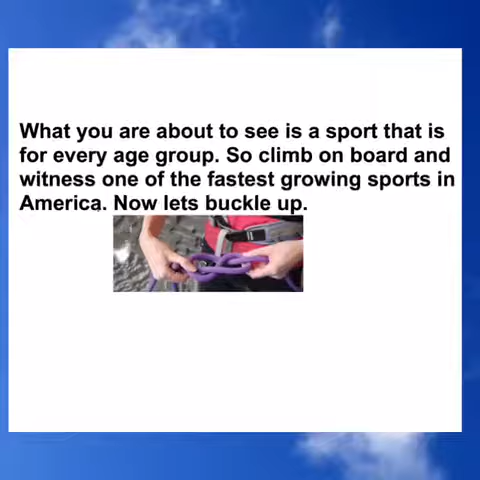 What you are about to see is a sport that is
for every age group. So climb on board and
witness one of the fastest growing sports in
America. Now lets buckle up.